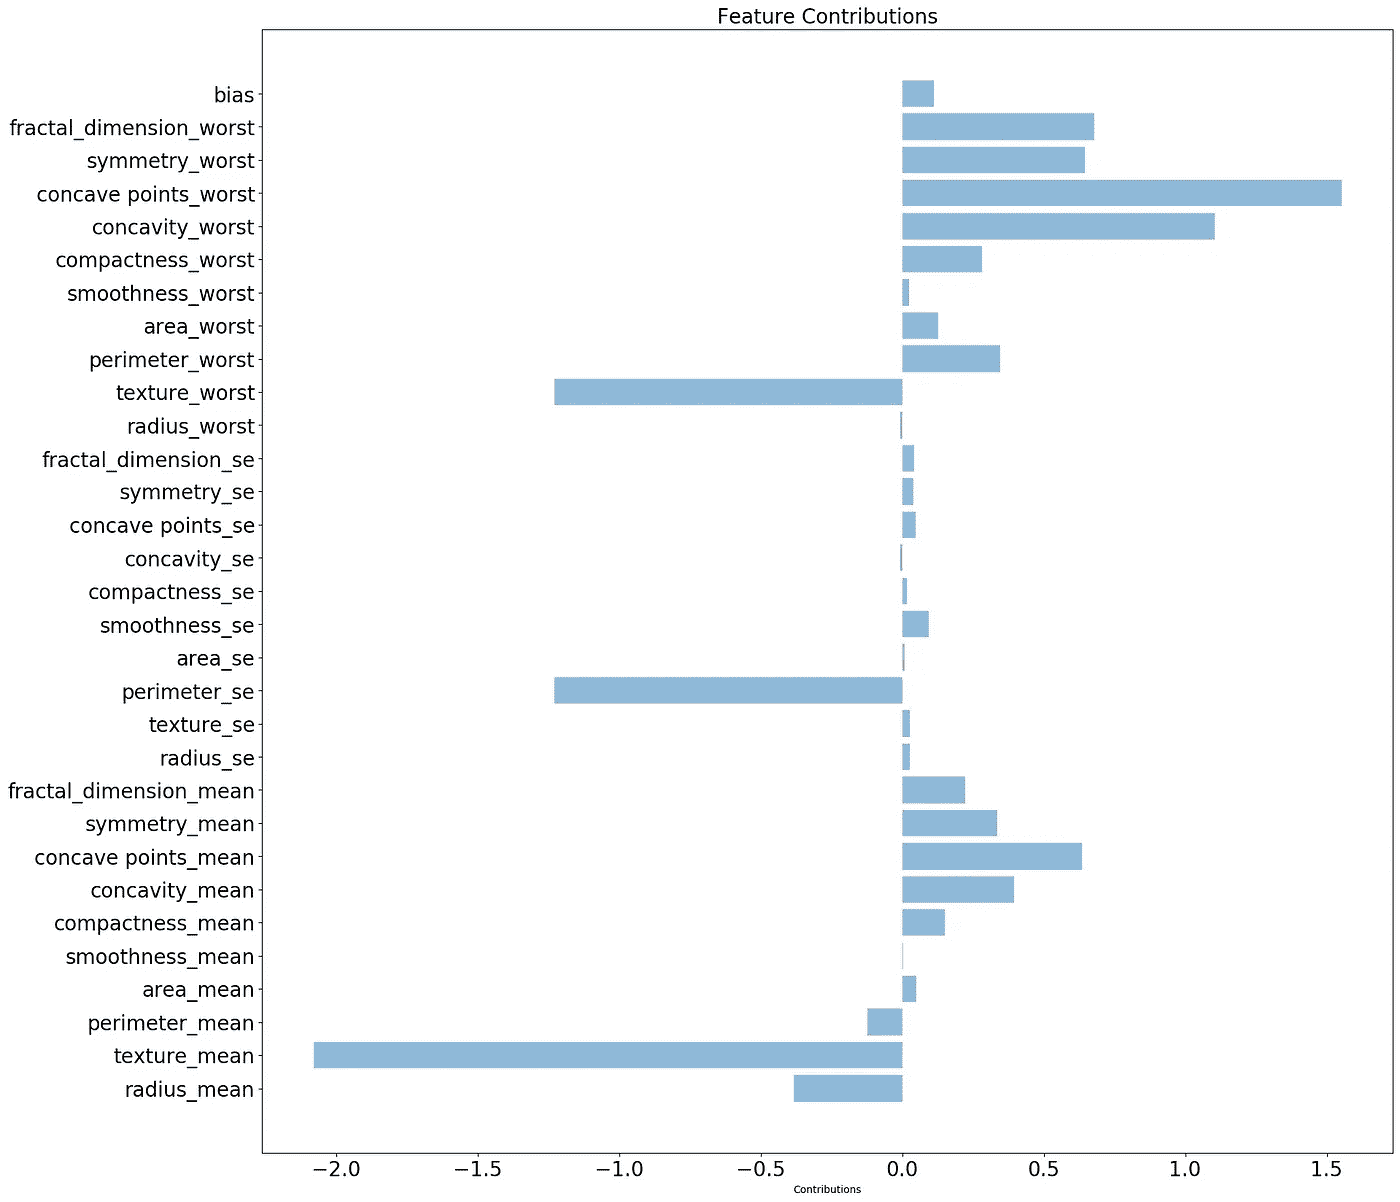 Feature Contributions
bias
fractal_dimension_worst
symmetry_worst
concave points_worst
concavity_worst
compactness_worst
smoothness_worst
area_worst
perimeter_worst
texture_worst
radius_worst
fractal_dimension_se
symmetry_se
concave points_se
concavity_se
compactness_se
smoothness_se
area_se
perimeter_se
texture_se
radius_se
fractal_dimension_mean
symmetry_mean
concave points_mean
concavity_mean
compactness_mean
smoothness_mean
area_mean
perimeter_mean
texture_mean
radius_mean
−2.0 −1.5 −1.0 −0.5 0.0 0.5 1.0 1.5
Contributions